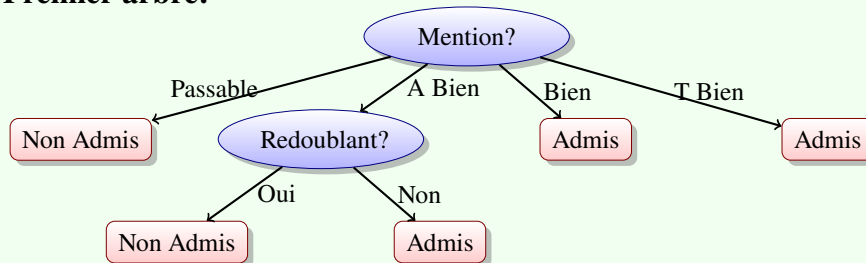 Premier arbre:
Mention?
Passable
A Bien
Bien
T Bien
Non Admis
Redoublant?
Admis
Admis
Oui
Non
Non Admis
Admis